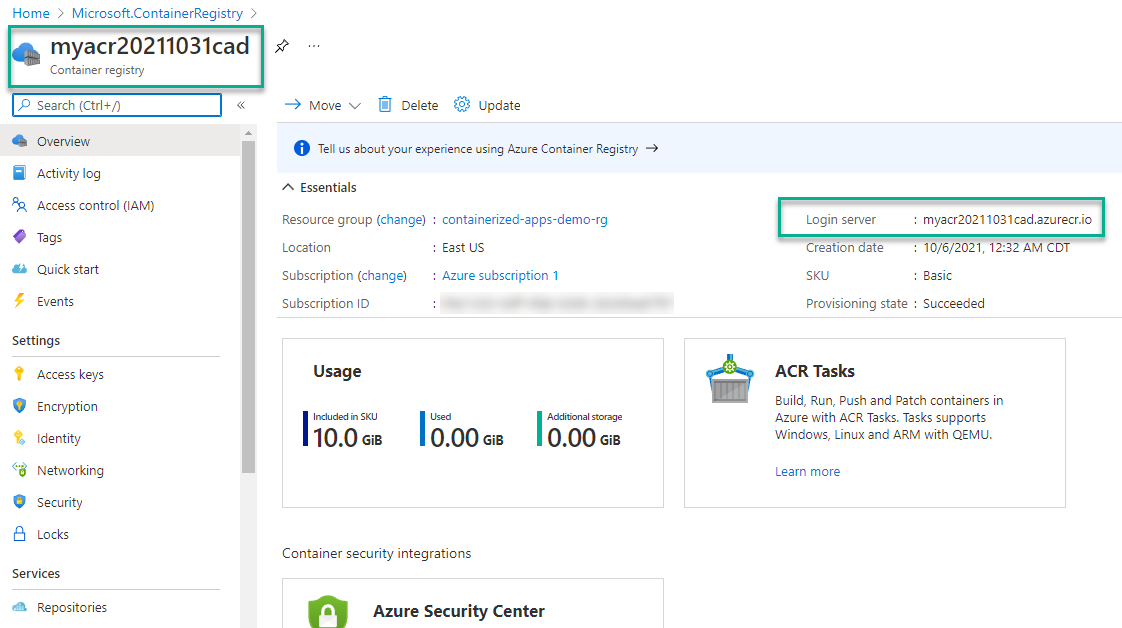 Home > Microsoft.ContainerRegistry >
myacr20211031cad
...
Container registry
Search (Ctrl+/)
«
Overview
Activity log
Access control (IAM)
Tags
Quick start
Events
Settings
Access keys
Encryption
Identity
Networking
Security
Locks
Services
Repositories
Move
Delete
Update
Tell us about your experience using Azure Container Registry →
Essentials
Resource group (change) : containerized-apps-demo-rg
Location : East US
Subscription (change) : Azure subscription 1
Subscription ID :
Login server : myacr20211031cad.azurecr.io
Creation date : 10/6/2021, 12:32 AM CDT
SKU : Basic
Provisioning state : Succeeded
Usage
Included in SKU
10.0 GiB
Used
0.00 GiB
Additional storage
0.00 GiB
ACR Tasks
Build, Run, Push and Patch containers in
Azure with ACR Tasks. Tasks supports
Windows, Linux and ARM with QEMU.
Learn more
Container security integrations
Azure Security Center